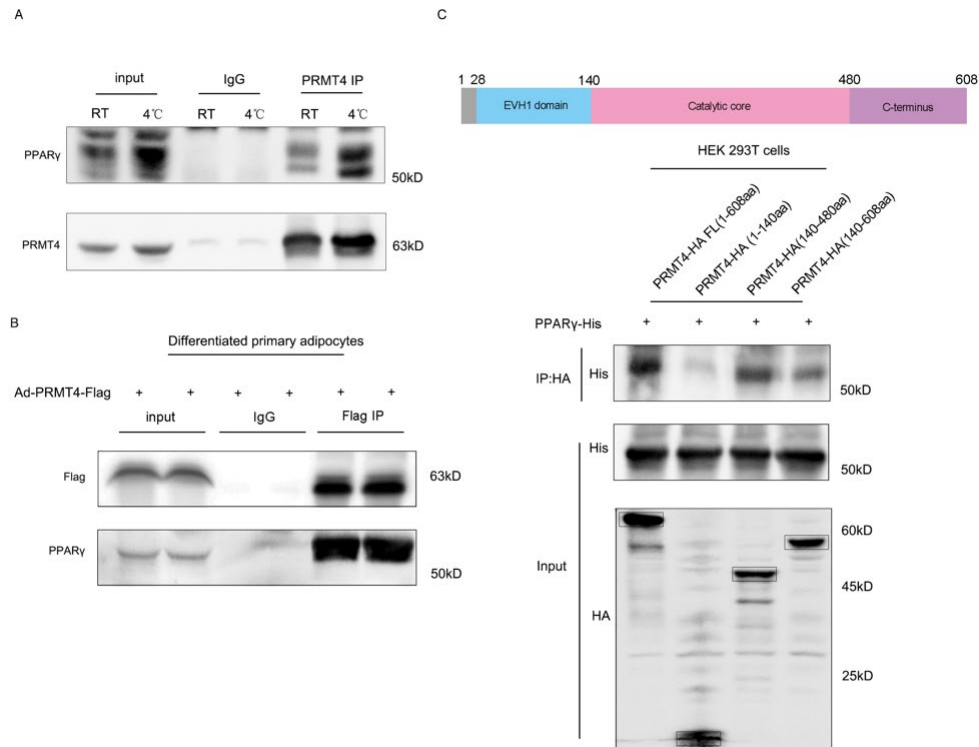 A
input IgG PRMT4 IP
RT 4℃ RT 4℃ RT 4℃
PPARγ
50kD
PRMT4
63kD
B
Differentiated primary adipocytes
Ad-PRMT4-Flag + + + + + +
input IgG Flag IP
Flag
63kD
PPARγ
50kD
C
1 28 140 480 608
EVH1 domain Catalytic core C-terminus
HEK 293T cells
PRMT4-HA FL(1-608aa)
PRMT4-HA (1-140aa)
PRMT4-HA(140-480aa)
PRMT4-HA(140-608aa)
PPARγ-His + + + +
IP:HA His
50kD
His
50kD
Input
HA
60kD
45kD
25kD